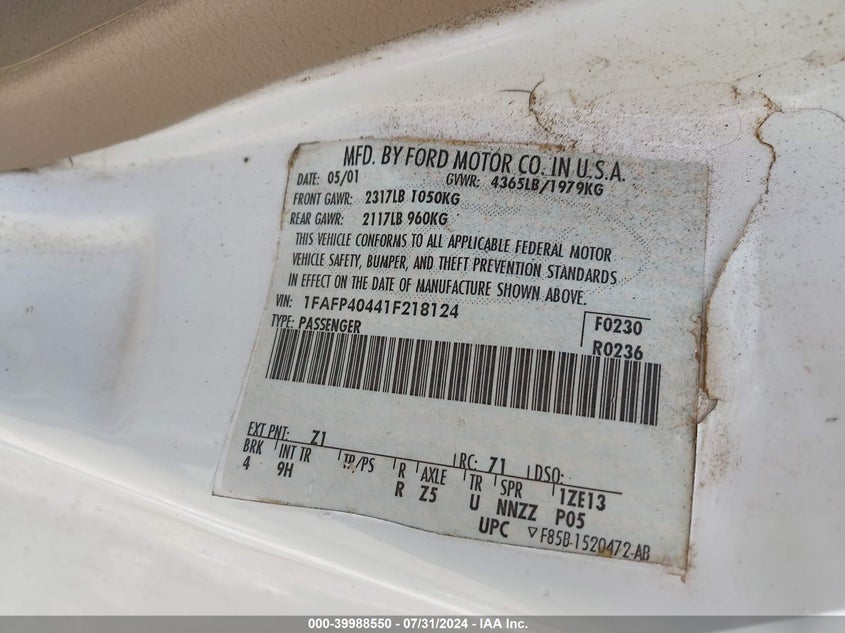 MFD. BY FORD MOTOR CO. IN U.S.A.
DATE: 05/01 GVWR: 4365LB/1979KG
FRONT GAWR: 2317LB 1050KG
REAR GAWR: 2117LB 960KG
THIS VEHICLE CONFORMS TO ALL APPLICABLE FEDERAL MOTOR
VEHICLE SAFETY, BUMPER, AND THEFT PREVENTION STANDARDS
IN EFFECT ON THE DATE OF MANUFACTURE SHOWN ABOVE.
VIN: 1FAFP40441F218124 F0230
TYPE: PASSENGER R0236
EXT PNT: Z1 RC: 71 DSO:
BRK INT TR TP/PS R AXLE TR SPR 1ZE13
4 9H R Z5 U NNZZ P05
UPC ▽F85B-1520472-AB
000-39988550 - 07/31/2024 - IAA Inc.